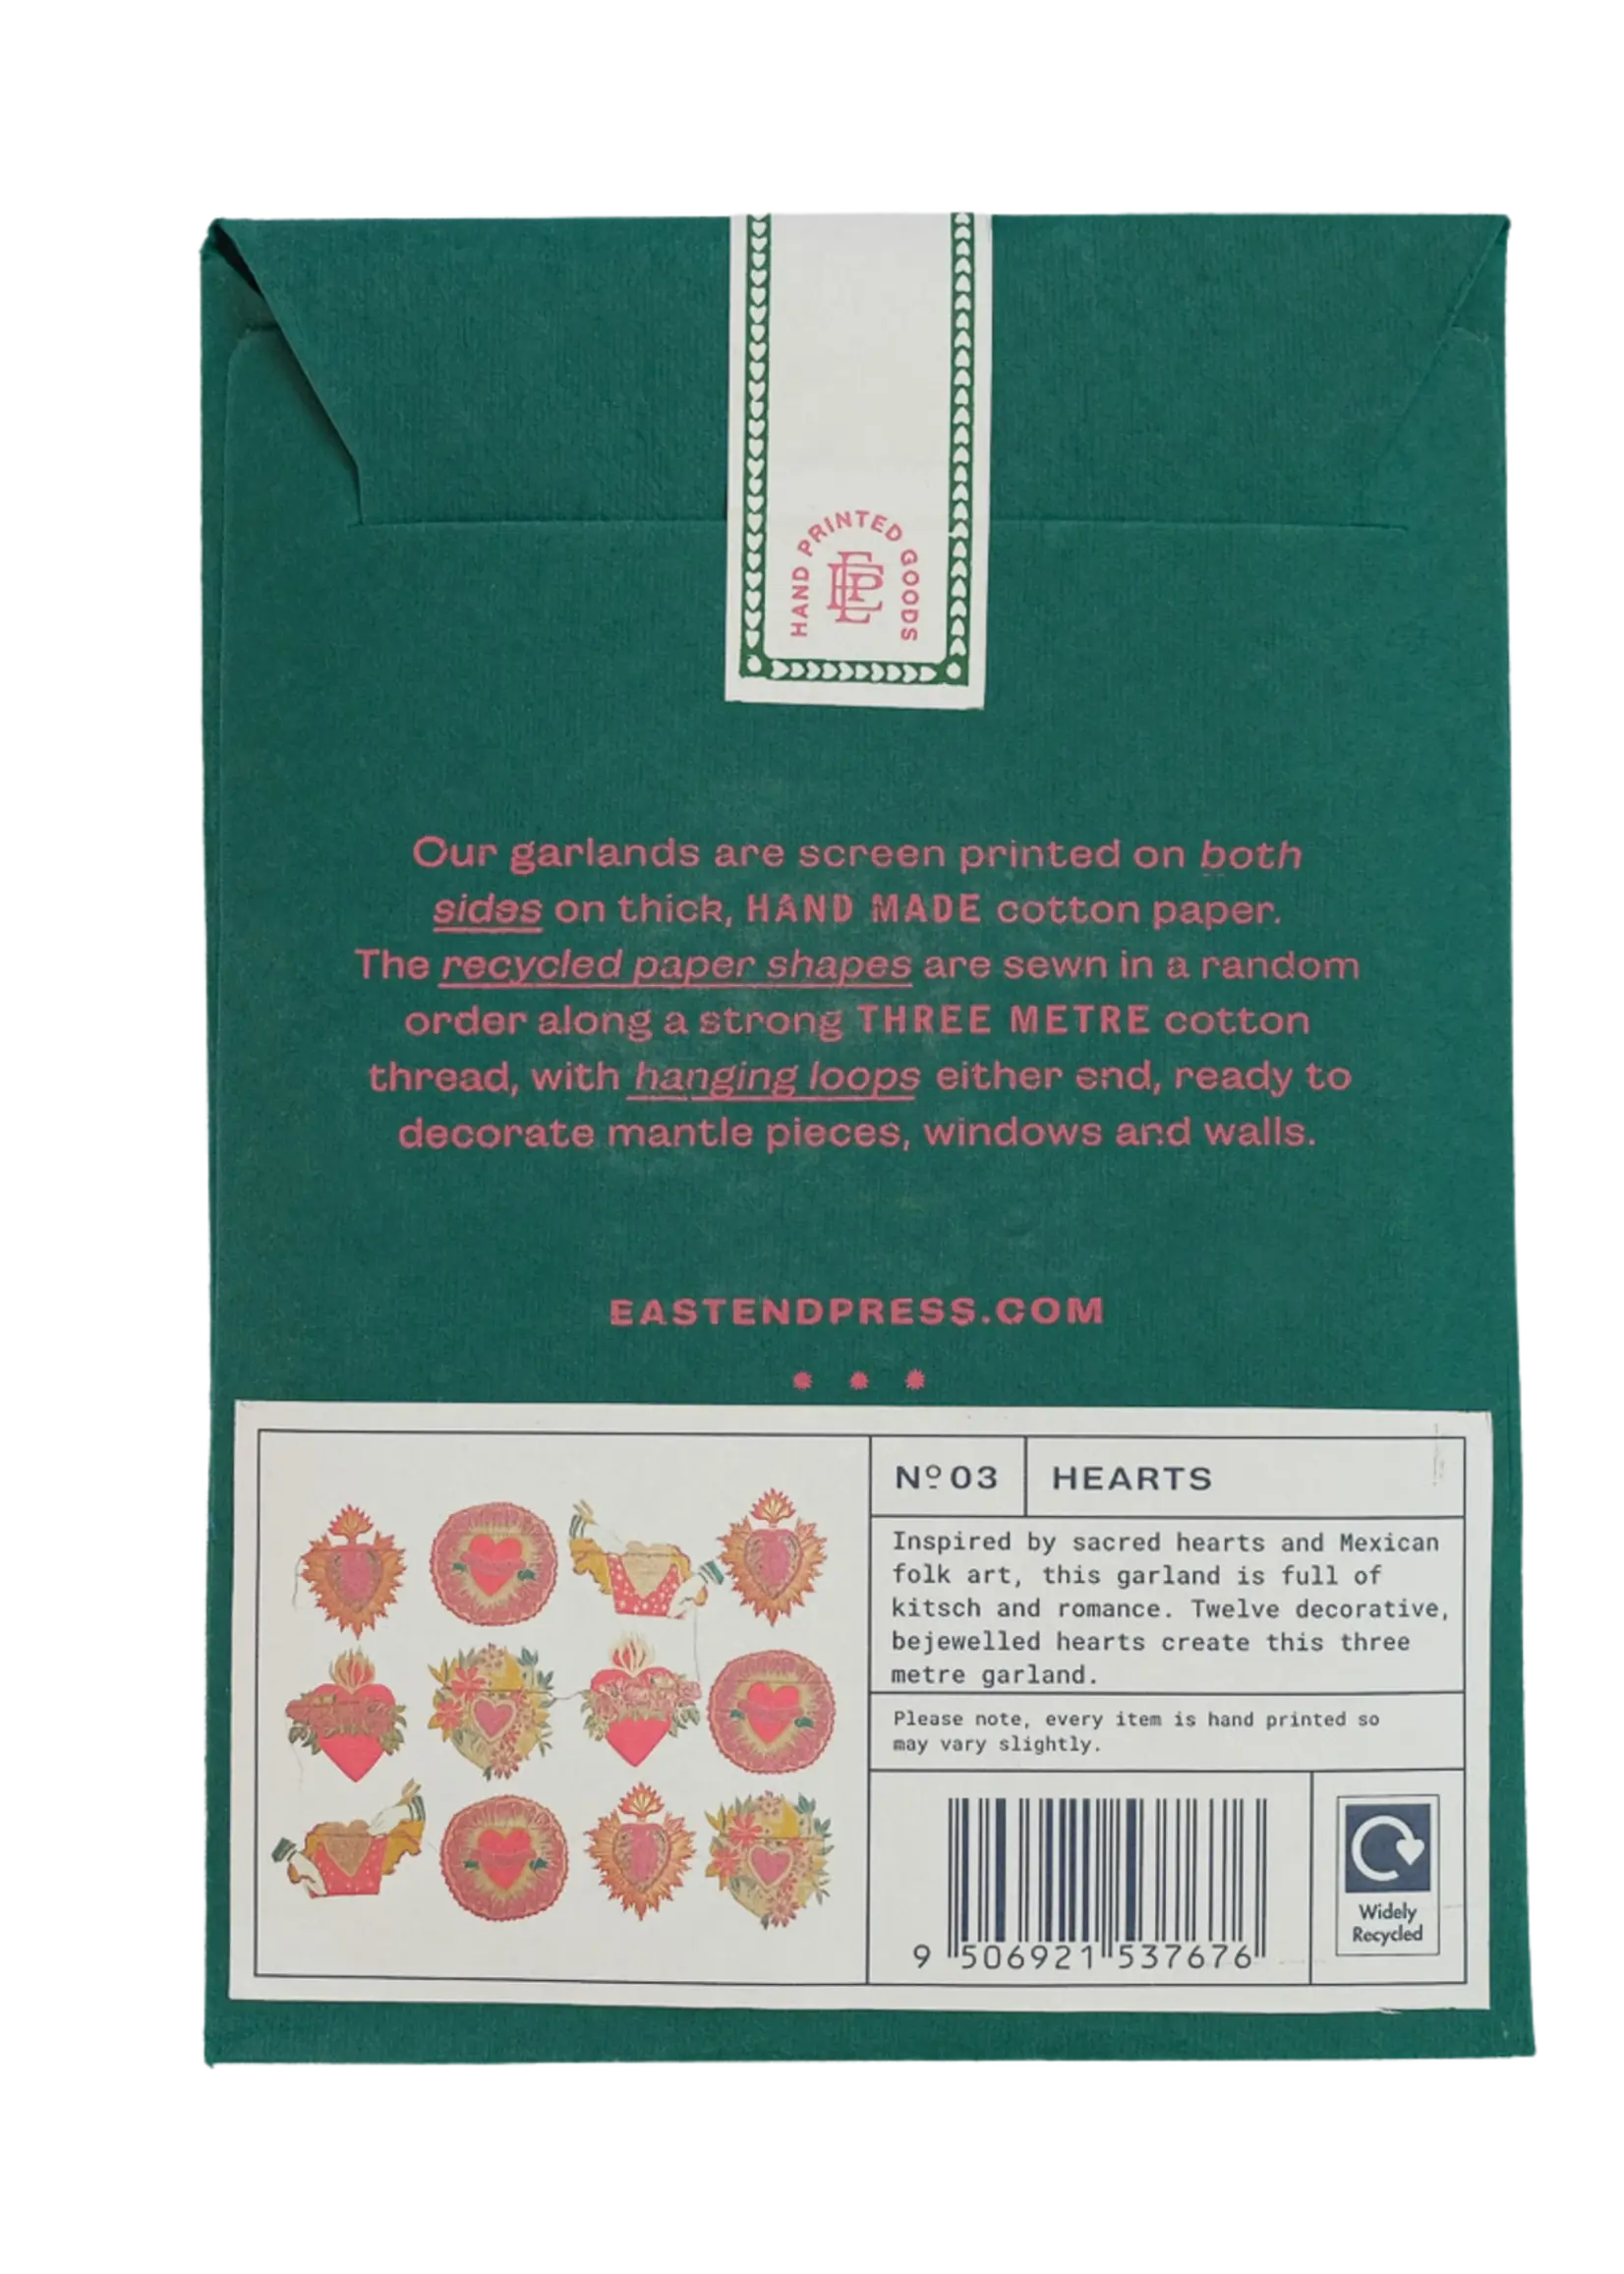 HAND PRINTED GOODS
EEP
Our garlands are screen printed on both
sides on thick, HAND MADE cotton paper.
The recycled paper shapes are sewn in a random
order along a strong THREE METRE cotton
thread, with hanging loops either end, ready to
decorate mantle pieces, windows and walls.
EASTENDPRESS.COM
Nº 03
HEARTS
Inspired by sacred hearts and Mexican
folk art, this garland is full of
kitsch and romance. Twelve decorative,
bejewelled hearts create this three
metre garland.
Please note, every item is hand printed so
may vary slightly.
9 506921 537676
Widely
Recycled